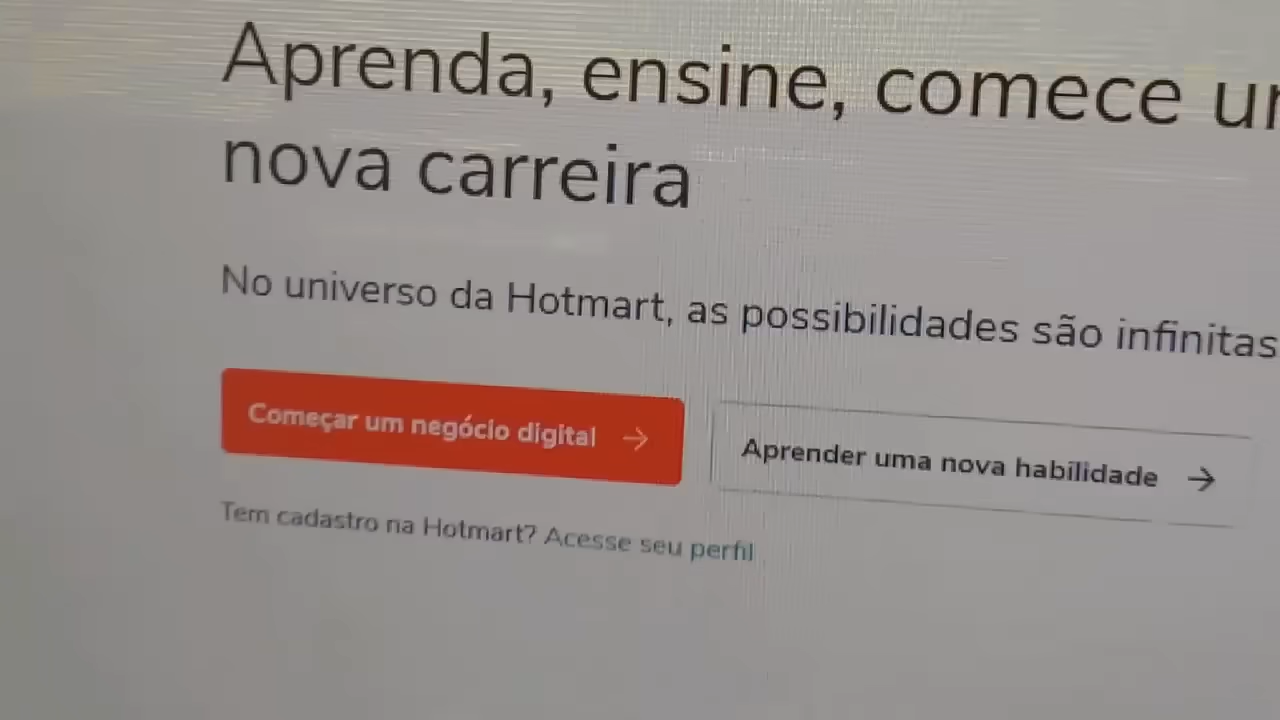 Aprenda, ensine, comece
nova carreira
No universo da Hotmart, as possibilidades são infinitas
Começar um negócio digital →
Aprender uma nova habilidade →
Tem cadastro na Hotmart? Acesse seu perfil